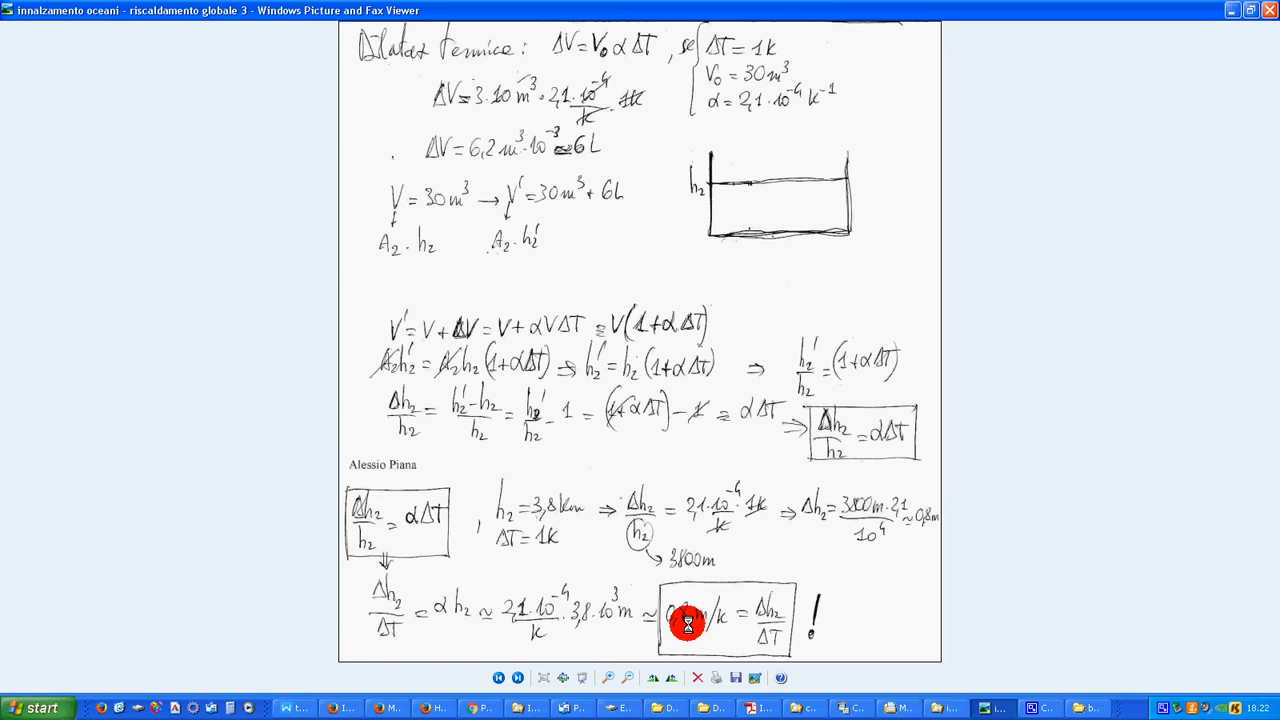 innalzamento oceani - riscaldamento globale 3 - Windows Picture and Fax Viewer
Dilataz termica: ΔV = V₀ α ΔT, se { ΔT = 1k
V₀ = 30 m³
α = 2,1·10⁻⁴ k⁻¹
ΔV = 3·10 m³ · 2,1·10⁻⁴/k · 1k
ΔV = 6,2 m³·10⁻³ ≃ 6L
h₂
V = 30 m³ → V' = 30 m³ + 6L
A₂ · h₂ A₂ · h₂'
V' = V + ΔV = V + αVΔT = V(1+αΔT)
A₂h₂' = A₂h₂(1+αΔT) ⇒ h₂' = h₂(1+αΔT) ⇒ h₂'/h₂ = (1+αΔT)
Δh₂/h₂ = h₂'-h₂/h₂ = h₂'/h₂ - 1 = (1+αΔT) - 1 = αΔT ⇒ Δh₂/h₂ = αΔT
Alessio Piana
Δh₂/h₂ = αΔT, h₂ = 3,8km ⇒ Δh₂/h₂ = 2,1·10⁻⁴/k · 1k ⇒ Δh₂ = 3800m·2,1/10⁴ ≃ 0,8m
ΔT = 1k
→ 3800m
Δh₂/ΔT = αh₂ ≃ 2,1·10⁻⁴/k · 3,8·10³m ≃ m/k = Δh₂/ΔT !
start
18.22